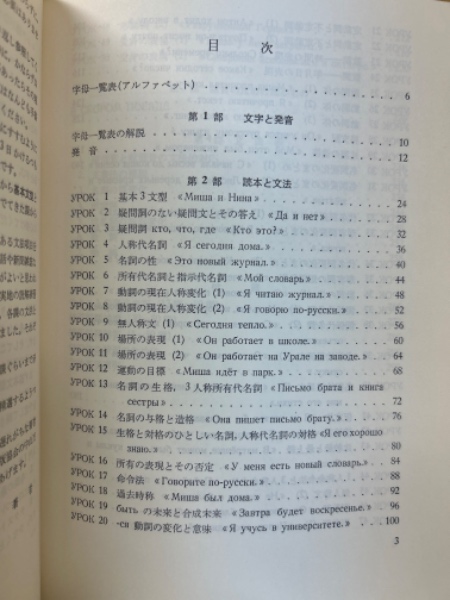 目次
字母一覧表(アルファベット) 6
第1部 文字と発音
字母一覧表の解説 10
発音 12
第2部 読本と文法
УРОК 1 基本3文型 «Миша и Нина» 24
УРОК 2 疑問詞のない疑問文とその答え «Да и нет» 28
УРОК 3 疑問詞 кто, что, где «Кто это?» 32
УРОК 4 人称代名詞 «Я сегодня дома.» 36
УРОК 5 名詞の性 «Это новый журнал.» 40
УРОК 6 所有代名詞と指示代名詞 «Мой словарь» 44
УРОК 7 動詞の現在人称変化 (1) «Я читаю журнал.» 48
УРОК 8 動詞の現在人称変化 (2) «Я говорю по-русски.» 52
УРОК 9 無人称文 (1) «Сегодня тепло.» 56
УРОК 10 場所の表現 (1) «Он работает в школе.» 60
УРОК 11 場所の表現 (2) «Он работает на Урале на заводе.» 64
УРОК 12 運動の目標 «Миша идёт в парк.» 68
УРОК 13 名詞の生格, 3人称所有代名詞 «Письмо брата и книга
сестры» 72
УРОК 14 名詞の与格と造格 «Она пишет письмо брату.» 76
УРОК 15 生格と対格のひとしい名詞, 人称代名詞の対格 «Я его хорошо
знаю.» 80
УРОК 16 所有の表現とその否定 «У меня есть новый словарь.» 84
УРОК 17 命令法 «Говорите по-русски.» 88
УРОК 18 過去時称 «Миша был дома.» 92
УРОК 19 быть の未来と合成未来 «Завтра будет воскресенье.» 96
УРОК 20 -ся 動詞の変化と意味 «Я учусь в университете.» 100
3